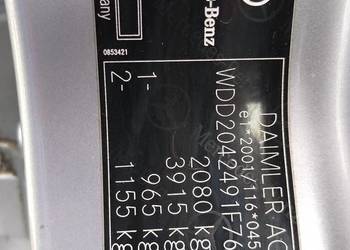 DAIMLER AG
e1*2001/116*045
WDD2042491F76
2080 kg
3915 kg
1- 965 kg
2- 1155 kg
s-Benz
any
0853421